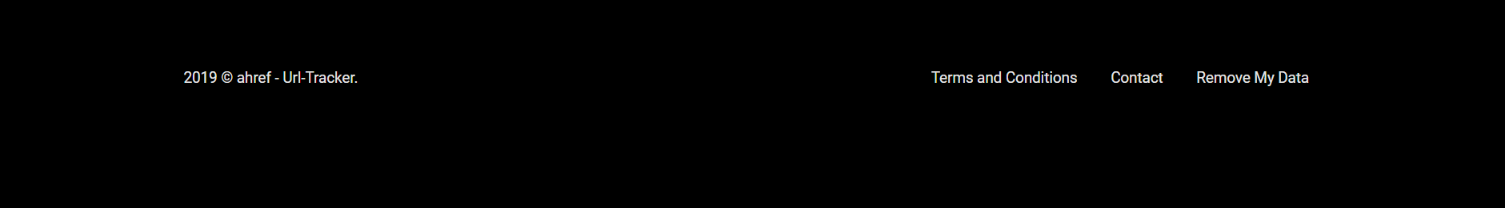 2019 © ahref - Url-Tracker. Terms and Conditions Contact Remove My Data